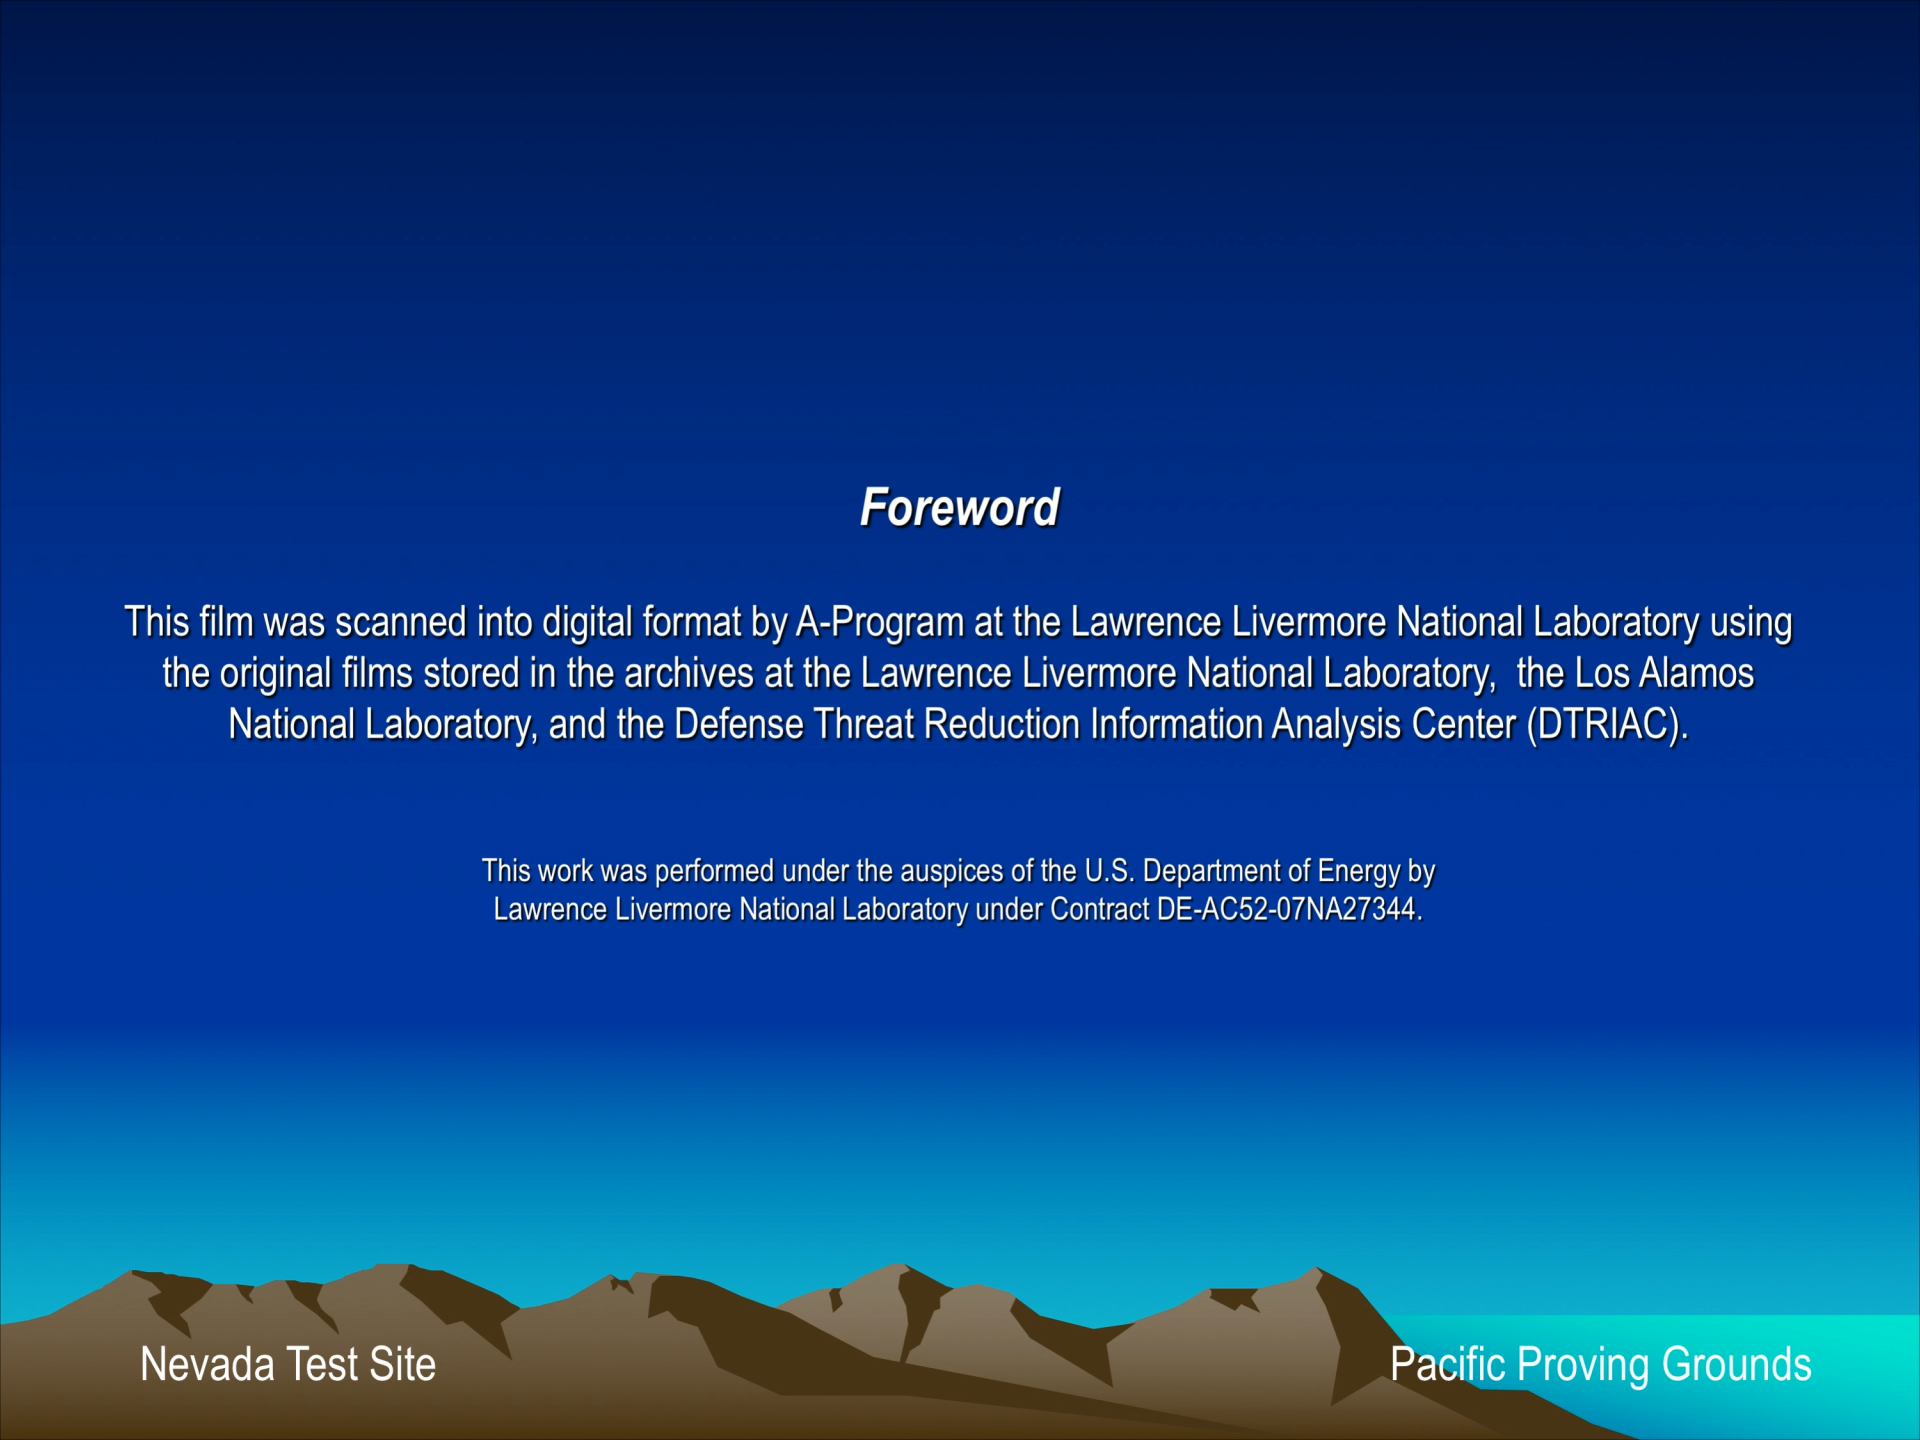 Foreword
This film was scanned into digital format by A-Program at the Lawrence Livermore National Laboratory using
the original films stored in the archives at the Lawrence Livermore National Laboratory,  the Los Alamos
National Laboratory, and the Defense Threat Reduction Information Analysis Center (DTRIAC).
This work was performed under the auspices of the U.S. Department of Energy by
Lawrence Livermore National Laboratory under Contract DE-AC52-07NA27344.
Nevada Test Site
Pacific Proving Grounds